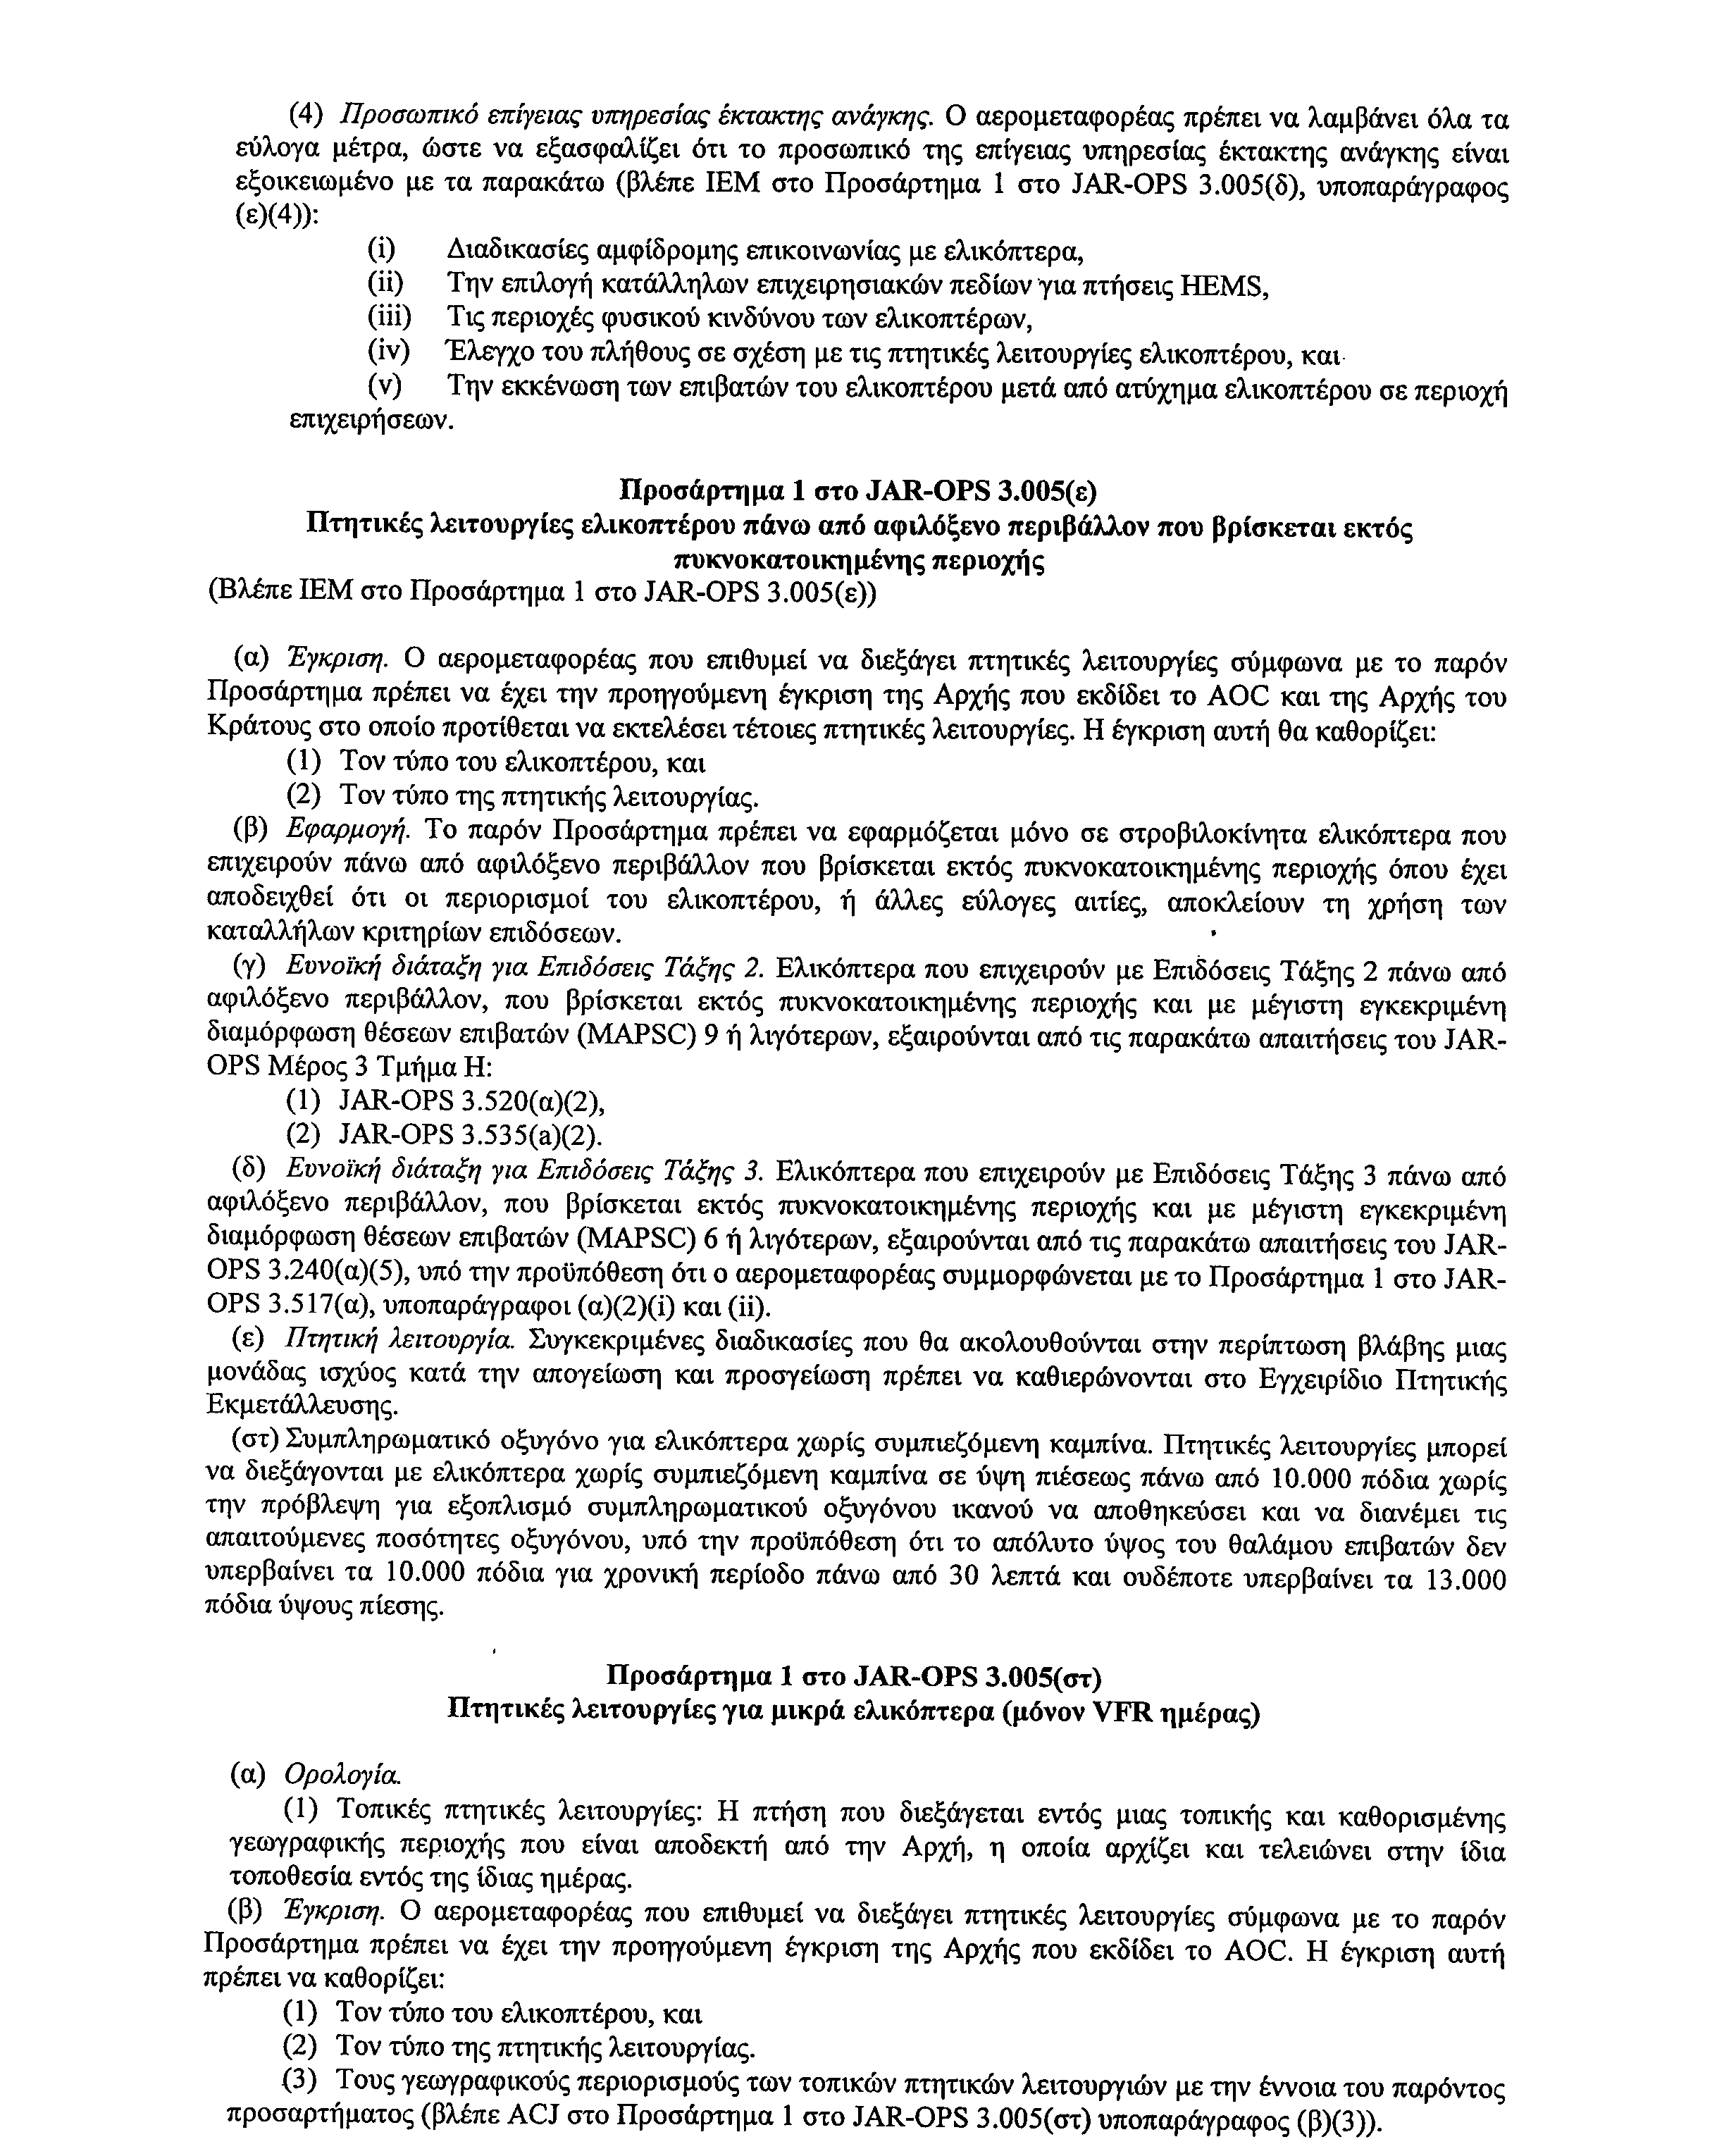 (4) Προσωπικό επίγειας υπηρεσίας έκτακτης ανάγκης. Ο αερομεταφορέας πρέπει να λαμβάνει όλα τα
εύλογα μέτρα, ώστε να εξασφαλίζει ότι το προσωπικό της επίγειας υπηρεσίας έκτακτης ανάγκης είναι
εξοικειωμένο με τα παρακάτω (βλέπε IEM στο Προσάρτημα 1 στο JAR-OPS 3.005(δ), υποπαράγραφος
(ε)(4)):
(i) Διαδικασίες αμφίδρομης επικοινωνίας με ελικόπτερα,
(ii) Την επιλογή κατάλληλων επιχειρησιακών πεδίων για πτήσεις HEMS,
(iii) Τις περιοχές φυσικού κινδύνου των ελικοπτέρων,
(iv) Έλεγχο του πλήθους σε σχέση με τις πτητικές λειτουργίες ελικοπτέρου, και
(v) Την εκκένωση των επιβατών του ελικοπτέρου μετά από ατύχημα ελικοπτέρου σε περιοχή
επιχειρήσεων.
Προσάρτημα 1 στο JAR-OPS 3.005(ε)
Πτητικές λειτουργίες ελικοπτέρου πάνω από αφιλόξενο περιβάλλον που βρίσκεται εκτός
πυκνοκατοικημένης περιοχής
(Βλέπε IEM στο Προσάρτημα 1 στο JAR-OPS 3.005(ε))
(α) Έγκριση. Ο αερομεταφορέας που επιθυμεί να διεξάγει πτητικές λειτουργίες σύμφωνα με το παρόν
Προσάρτημα πρέπει να έχει την προηγούμενη έγκριση της Αρχής που εκδίδει το AOC και της Αρχής του
Κράτους στο οποίο προτίθεται να εκτελέσει τέτοιες πτητικές λειτουργίες. Η έγκριση αυτή θα καθορίζει:
(1) Τον τύπο του ελικοπτέρου, και
(2) Τον τύπο της πτητικής λειτουργίας.
(β) Εφαρμογή. Το παρόν Προσάρτημα πρέπει να εφαρμόζεται μόνο σε στροβιλοκίνητα ελικόπτερα που
επιχειρούν πάνω από αφιλόξενο περιβάλλον που βρίσκεται εκτός πυκνοκατοικημένης περιοχής όπου έχει
αποδειχθεί ότι οι περιορισμοί του ελικοπτέρου, ή άλλες εύλογες αιτίες, αποκλείουν τη χρήση των
καταλλήλων κριτηρίων επιδόσεων.
(γ) Ευνοϊκή διάταξη για Επιδόσεις Τάξης 2. Ελικόπτερα που επιχειρούν με Επιδόσεις Τάξης 2 πάνω από
αφιλόξενο περιβάλλον, που βρίσκεται εκτός πυκνοκατοικημένης περιοχής και με μέγιστη εγκεκριμένη
διαμόρφωση θέσεων επιβατών (MAPSC) 9 ή λιγότερων, εξαιρούνται από τις παρακάτω απαιτήσεις του JAR-
OPS Μέρος 3 Τμήμα Η:
(1) JAR-OPS 3.520(α)(2),
(2) JAR-OPS 3.535(a)(2).
(δ) Ευνοϊκή διάταξη για Επιδόσεις Τάξης 3. Ελικόπτερα που επιχειρούν με Επιδόσεις Τάξης 3 πάνω από
αφιλόξενο περιβάλλον, που βρίσκεται εκτός πυκνοκατοικημένης περιοχής και με μέγιστη εγκεκριμένη
διαμόρφωση θέσεων επιβατών (MAPSC) 6 ή λιγότερων, εξαιρούνται από τις παρακάτω απαιτήσεις του JAR-
OPS 3.240(α)(5), υπό την προϋπόθεση ότι ο αερομεταφορέας συμμορφώνεται με το Προσάρτημα 1 στο JAR-
OPS 3.517(α), υποπαράγραφοι (α)(2)(i) και (ii).
(ε) Πτητική λειτουργία. Συγκεκριμένες διαδικασίες που θα ακολουθούνται στην περίπτωση βλάβης μιας
μονάδας ισχύος κατά την απογείωση και προσγείωση πρέπει να καθιερώνονται στο Εγχειρίδιο Πτητικής
Εκμετάλλευσης.
(στ) Συμπληρωματικό οξυγόνο για ελικόπτερα χωρίς συμπιεζόμενη καμπίνα. Πτητικές λειτουργίες μπορεί
να διεξάγονται με ελικόπτερα χωρίς συμπιεζόμενη καμπίνα σε ύψη πιέσεως πάνω από 10.000 πόδια χωρίς
την πρόβλεψη για εξοπλισμό συμπληρωματικού οξυγόνου ικανού να αποθηκεύσει και να διανέμει τις
απαιτούμενες ποσότητες οξυγόνου, υπό την προϋπόθεση ότι το απόλυτο ύψος του θαλάμου επιβατών δεν
υπερβαίνει τα 10.000 πόδια για χρονική περίοδο πάνω από 30 λεπτά και ουδέποτε υπερβαίνει τα 13.000
πόδια ύψους πίεσης.
Προσάρτημα 1 στο JAR-OPS 3.005(στ)
Πτητικές λειτουργίες για μικρά ελικόπτερα (μόνον VFR ημέρας)
(α) Ορολογία.
(1) Τοπικές πτητικές λειτουργίες: Η πτήση που διεξάγεται εντός μιας τοπικής και καθορισμένης
γεωγραφικής περιοχής που είναι αποδεκτή από την Αρχή, η οποία αρχίζει και τελειώνει στην ίδια
τοποθεσία εντός της ίδιας ημέρας.
(β) Έγκριση. Ο αερομεταφορέας που επιθυμεί να διεξάγει πτητικές λειτουργίες σύμφωνα με το παρόν
Προσάρτημα πρέπει να έχει την προηγούμενη έγκριση της Αρχής που εκδίδει το AOC. Η έγκριση αυτή
πρέπει να καθορίζει:
(1) Τον τύπο του ελικοπτέρου, και
(2) Τον τύπο της πτητικής λειτουργίας.
(3) Τους γεωγραφικούς περιορισμούς των τοπικών πτητικών λειτουργιών με την έννοια του παρόντος
προσαρτήματος (βλέπε ACJ στο Προσάρτημα 1 στο JAR-OPS 3.005(στ) υποπαράγραφος (β)(3)).